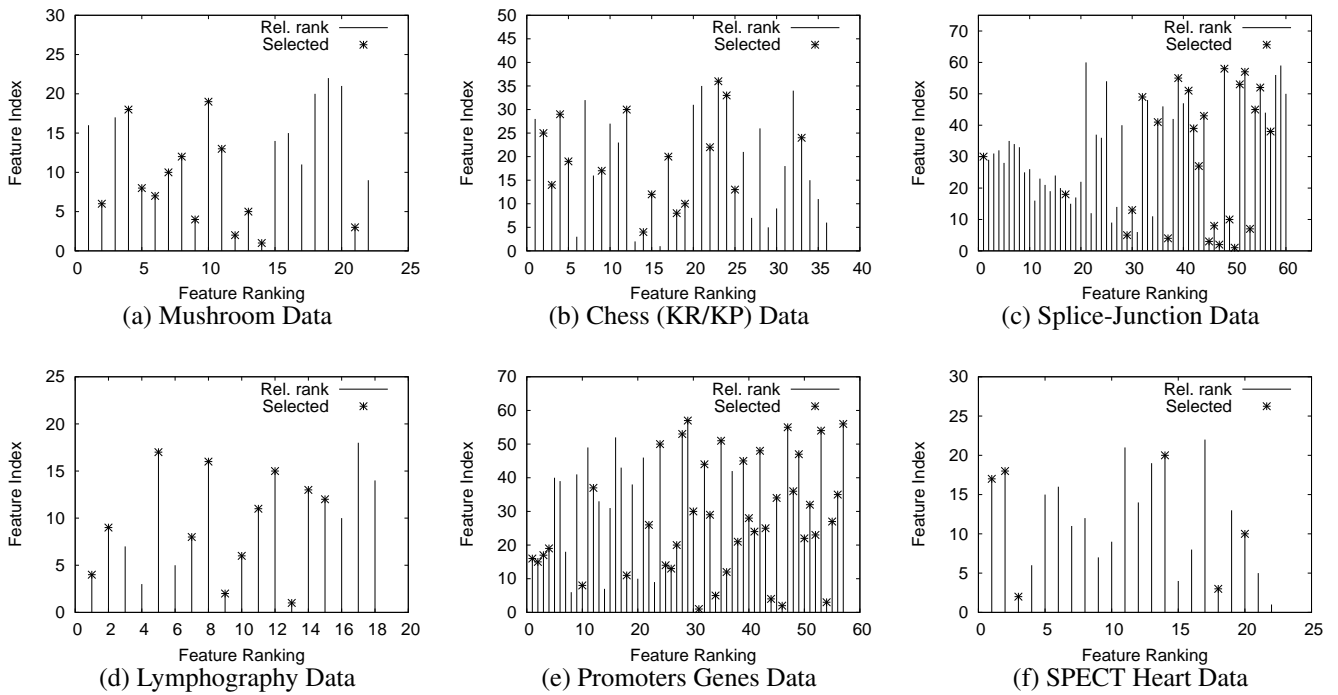 30
25
20
15
10
5
0
Feature Index
Rel. rank
Selected
0 5 10 15 20 25
Feature Ranking
(a) Mushroom Data
50
45
40
35
30
25
20
15
10
5
0
Feature Index
Rel. rank
Selected
0 5 10 15 20 25 30 35 40
Feature Ranking
(b) Chess (KR/KP) Data
70
60
50
40
30
20
10
0
Feature Index
Rel. rank
Selected
0 10 20 30 40 50 60
Feature Ranking
(c) Splice-Junction Data
25
20
15
10
5
0
Feature Index
Rel. rank
Selected
0 2 4 6 8 10 12 14 16 18 20
Feature Ranking
(d) Lymphography Data
70
60
50
40
30
20
10
0
Feature Index
Rel. rank
Selected
0 10 20 30 40 50 60
Feature Ranking
(e) Promoters Genes Data
30
25
20
15
10
5
0
Feature Index
Rel. rank
Selected
0 5 10 15 20 25
Feature Ranking
(f) SPECT Heart Data